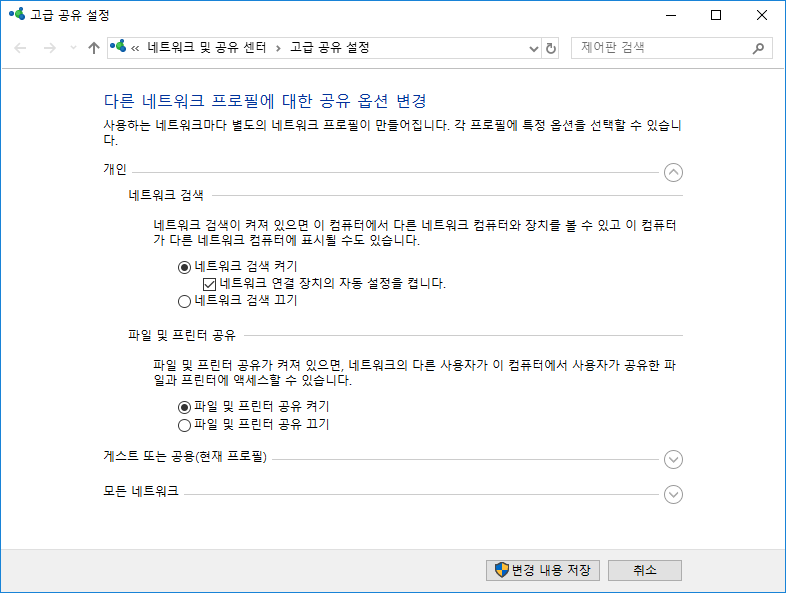 고급 공유 설정
« 네트워크 및 공유 센터 › 고급 공유 설정
제어판 검색
다른 네트워크 프로필에 대한 공유 옵션 변경
사용하는 네트워크마다 별도의 네트워크 프로필이 만들어집니다. 각 프로필에 특정 옵션을 선택할 수 있습니
다.
개인
네트워크 검색
네트워크 검색이 켜져 있으면 이 컴퓨터에서 다른 네트워크 컴퓨터와 장치를 볼 수 있고 이 컴퓨터
가 다른 네트워크 컴퓨터에 표시될 수도 있습니다.
네트워크 검색 켜기
네트워크 연결 장치의 자동 설정을 켭니다.
네트워크 검색 끄기
파일 및 프린터 공유
파일 및 프린터 공유가 켜져 있으면, 네트워크의 다른 사용자가 이 컴퓨터에서 사용자가 공유한 파
일과 프린터에 액세스할 수 있습니다.
파일 및 프린터 공유 켜기
파일 및 프린터 공유 끄기
게스트 또는 공용(현재 프로필)
모든 네트워크
변경 내용 저장
취소